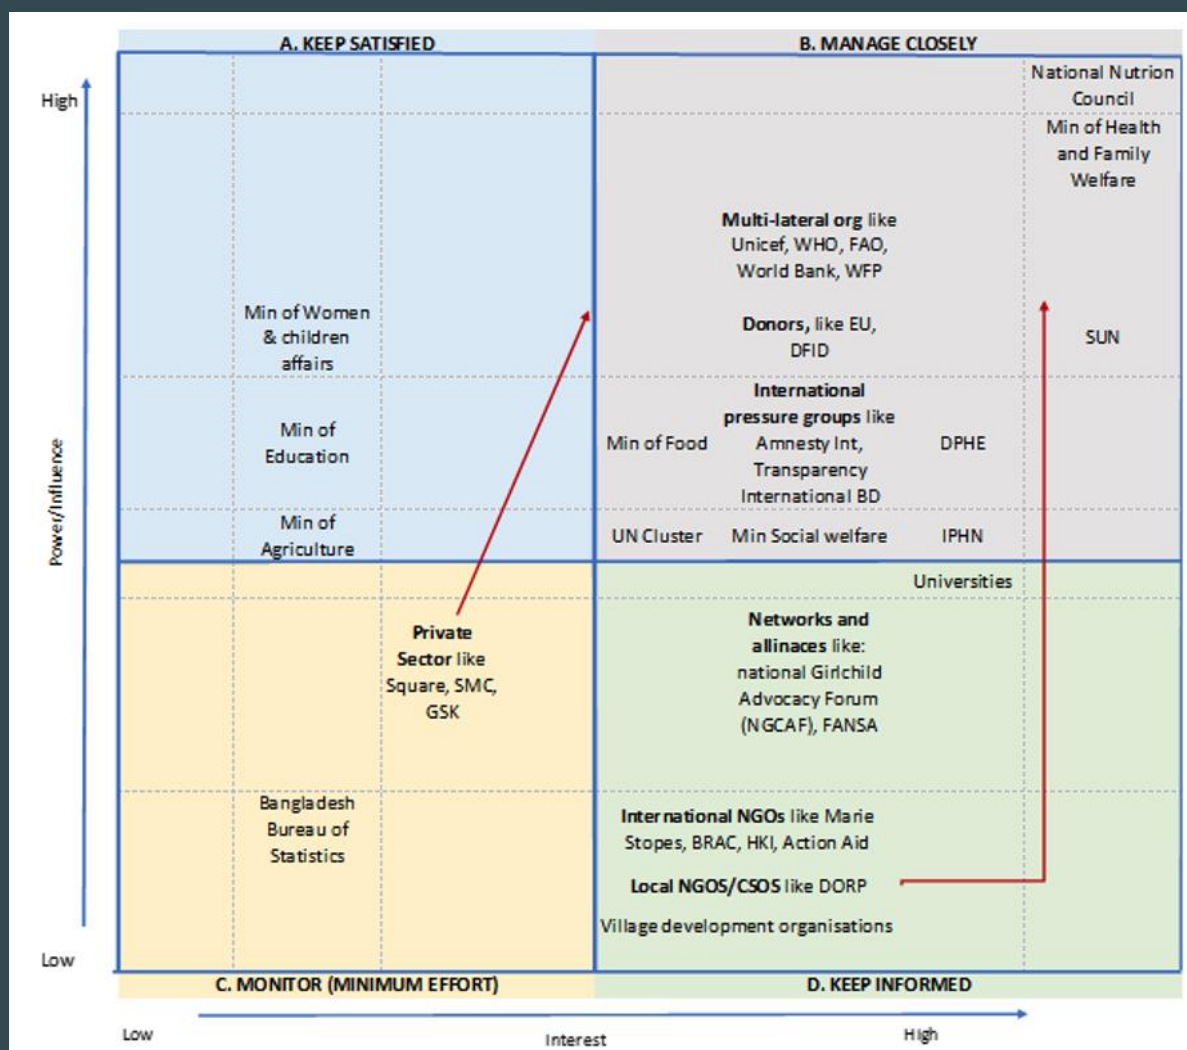 A. KEEP SATISFIED
B. MANAGE CLOSELY
High
National Nutrion
Council
Min of Health
and Family
Welfare
Multi-lateral org like
Unicef, WHO, FAO,
World Bank, WFP
Min of Women
& children
affairs
Donors, like EU,
DFID
SUN
Power/Influence
Min of
Education
Min of Food
International
pressure groups like
Amnesty Int,
Transparency
International BD
DPHE
Min of
Agriculture
UN Cluster
Min Social welfare
IPHN
Universities
Private
Sector like
Square, SMC,
GSK
Networks and
allinaces like:
national Girlchild
Advocacy Forum
(NGCAF), FANSA
Bangladesh
Bureau of
Statistics
International NGOs like Marie
Stopes, BRAC, HKI, Action Aid
Local NGOS/CSOS like DORP
Village development organisations
Low
C. MONITOR (MINIMUM EFFORT)
D. KEEP INFORMED
Low
Interest
High